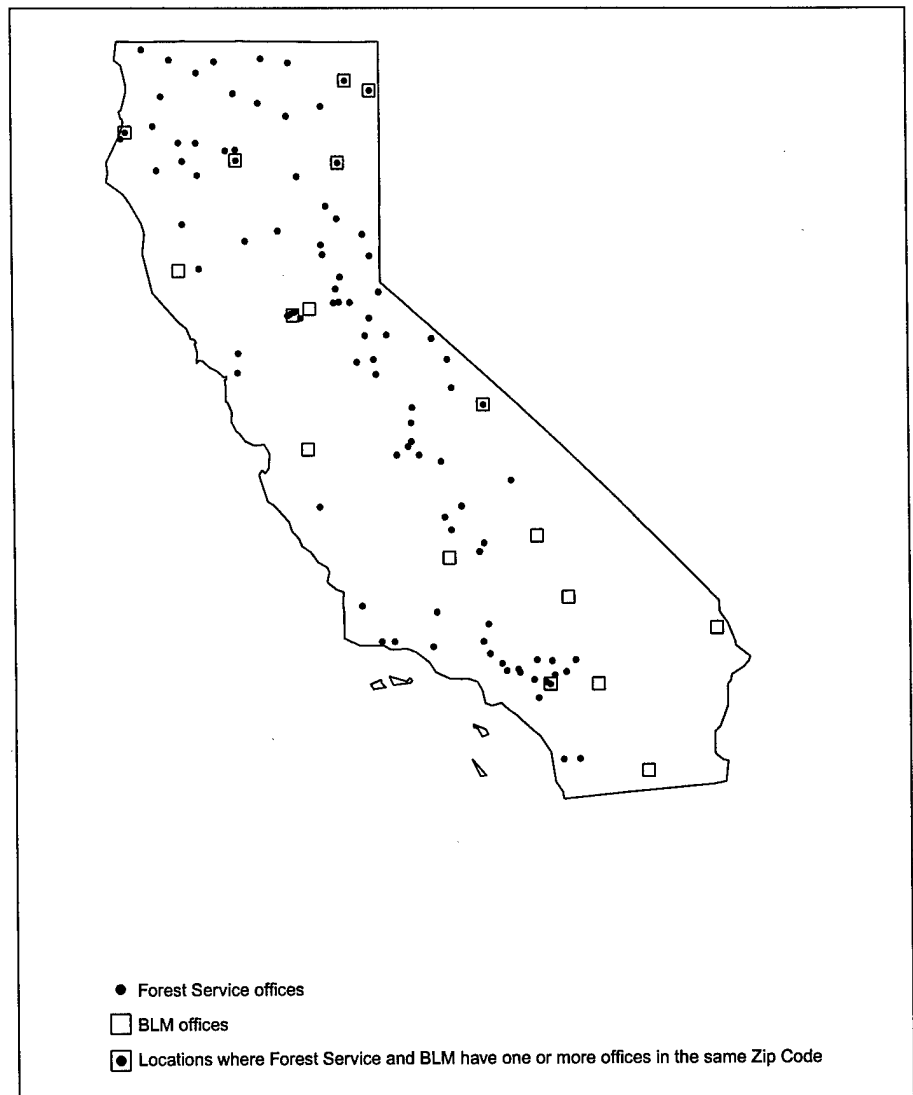 Forest Service offices
BLM offices
Locations where Forest Service and BLM have one or more offices in the same Zip Code